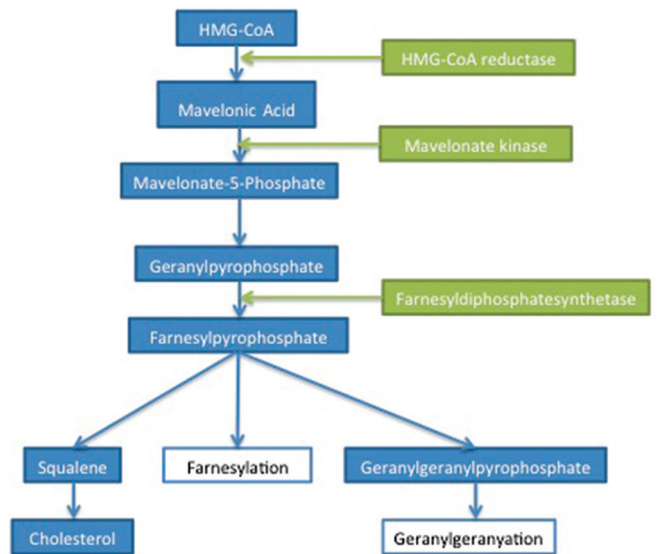 HMG-CoA
HMG-CoA reductase
Mavelonic Acid
Mavelonate kinase
Mavelonate-5-Phosphate
Geranylpyrophosphate
Farnesyldiphosphatesynthetase
Farnesylpyrophosphate
Squalene
Farnesylation
Geranylgeranylpyrophosphate
Cholesterol
Geranylgeranyation